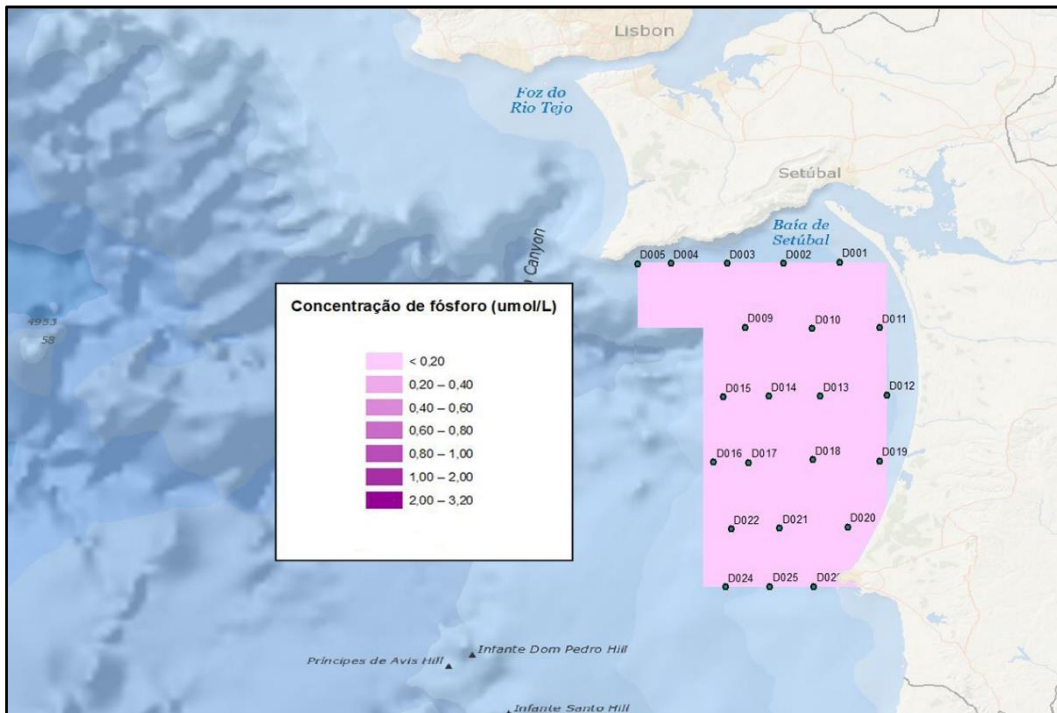 Lisbon
Foz do
Rio Tejo
Setúbal
Baía de
Setúbal
D005
D004
D003
D002
D001
Canyon
Concentração de fósforo (umol/L)
< 0,20
0,20 – 0,40
0,40 – 0,60
0,60 – 0,80
0,80 – 1,00
1,00 – 2,00
2,00 – 3,20
4953
58
D009
D010
D011
D015
D014
D013
D012
D016
D017
D018
D019
D022
D021
D020
D024
D025
Infante Dom Pedro Hill
Príncipes de Avis Hill
Infante Santo Hill